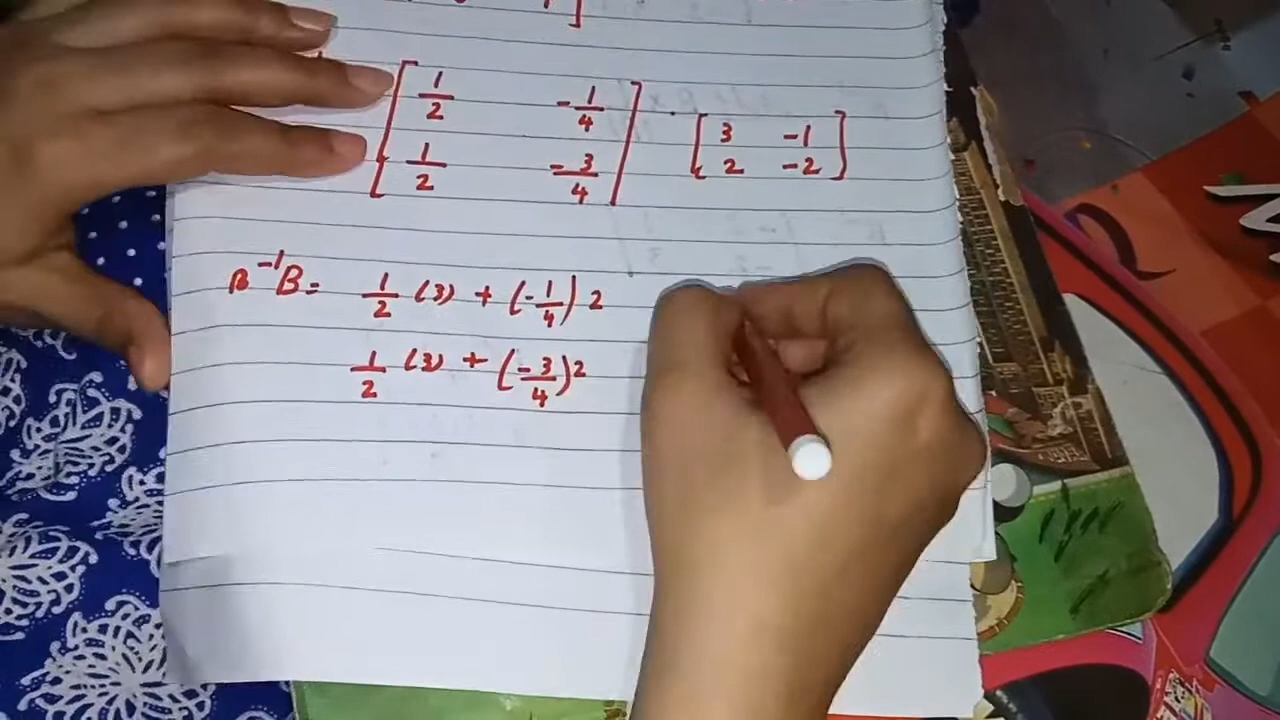 [ 1/2 -1/4 ] . [ 3 -1 ]
[ 1/2 -3/4 ] [ 2 -2 ]
B⁻¹B = 1/2 (3) + (-1/4) 2
1/2 (3) + (-3/4) 2